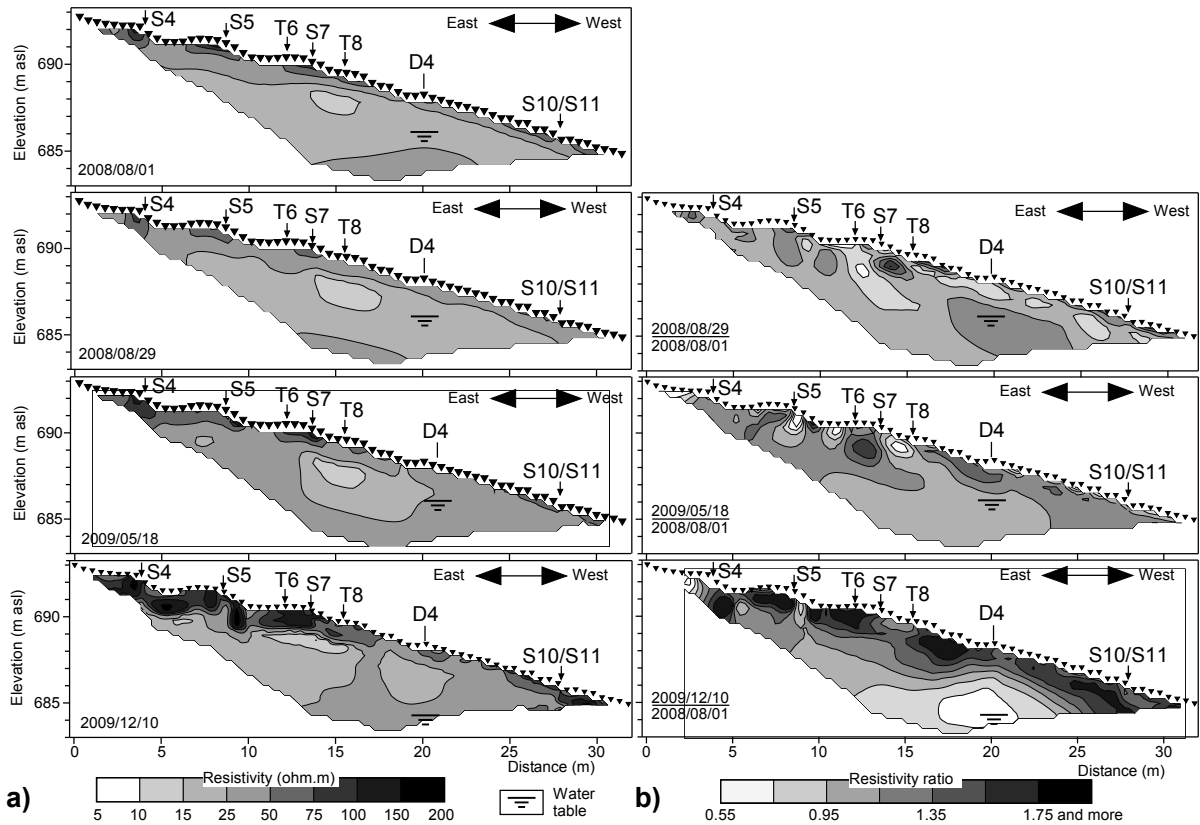 S4
S5
T6
S7
T8
D4
S10/S11
East West
Elevation (m asl)
690
685
2008/08/01
S4
S5
T6
S7
T8
D4
S10/S11
East West
Elevation (m asl)
690
685
2008/08/29
S4
S5
T6
S7
T8
D4
S10/S11
East West
Elevation (m asl)
690
685
2009/05/18
S4
S5
T6
S7
T8
D4
S10/S11
East West
Elevation (m asl)
690
685
2009/12/10
0 5 10 15 20 25 30
Distance (m)
a)
Resistivity (ohm.m)
5 10 15 25 50 75 100 150 200
Water
table
S4
S5
T6
S7
T8
D4
S10/S11
East West
2008/08/29
2008/08/01
S4
S5
T6
S7
T8
D4
S10/S11
East West
2009/05/18
2008/08/01
S4
S5
T6
S7
T8
D4
S10/S11
East West
2009/12/10
2008/08/01
0 5 10 15 20 25 30
Distance (m)
b)
Resistivity ratio
0.55 0.95 1.35 1.75 and more